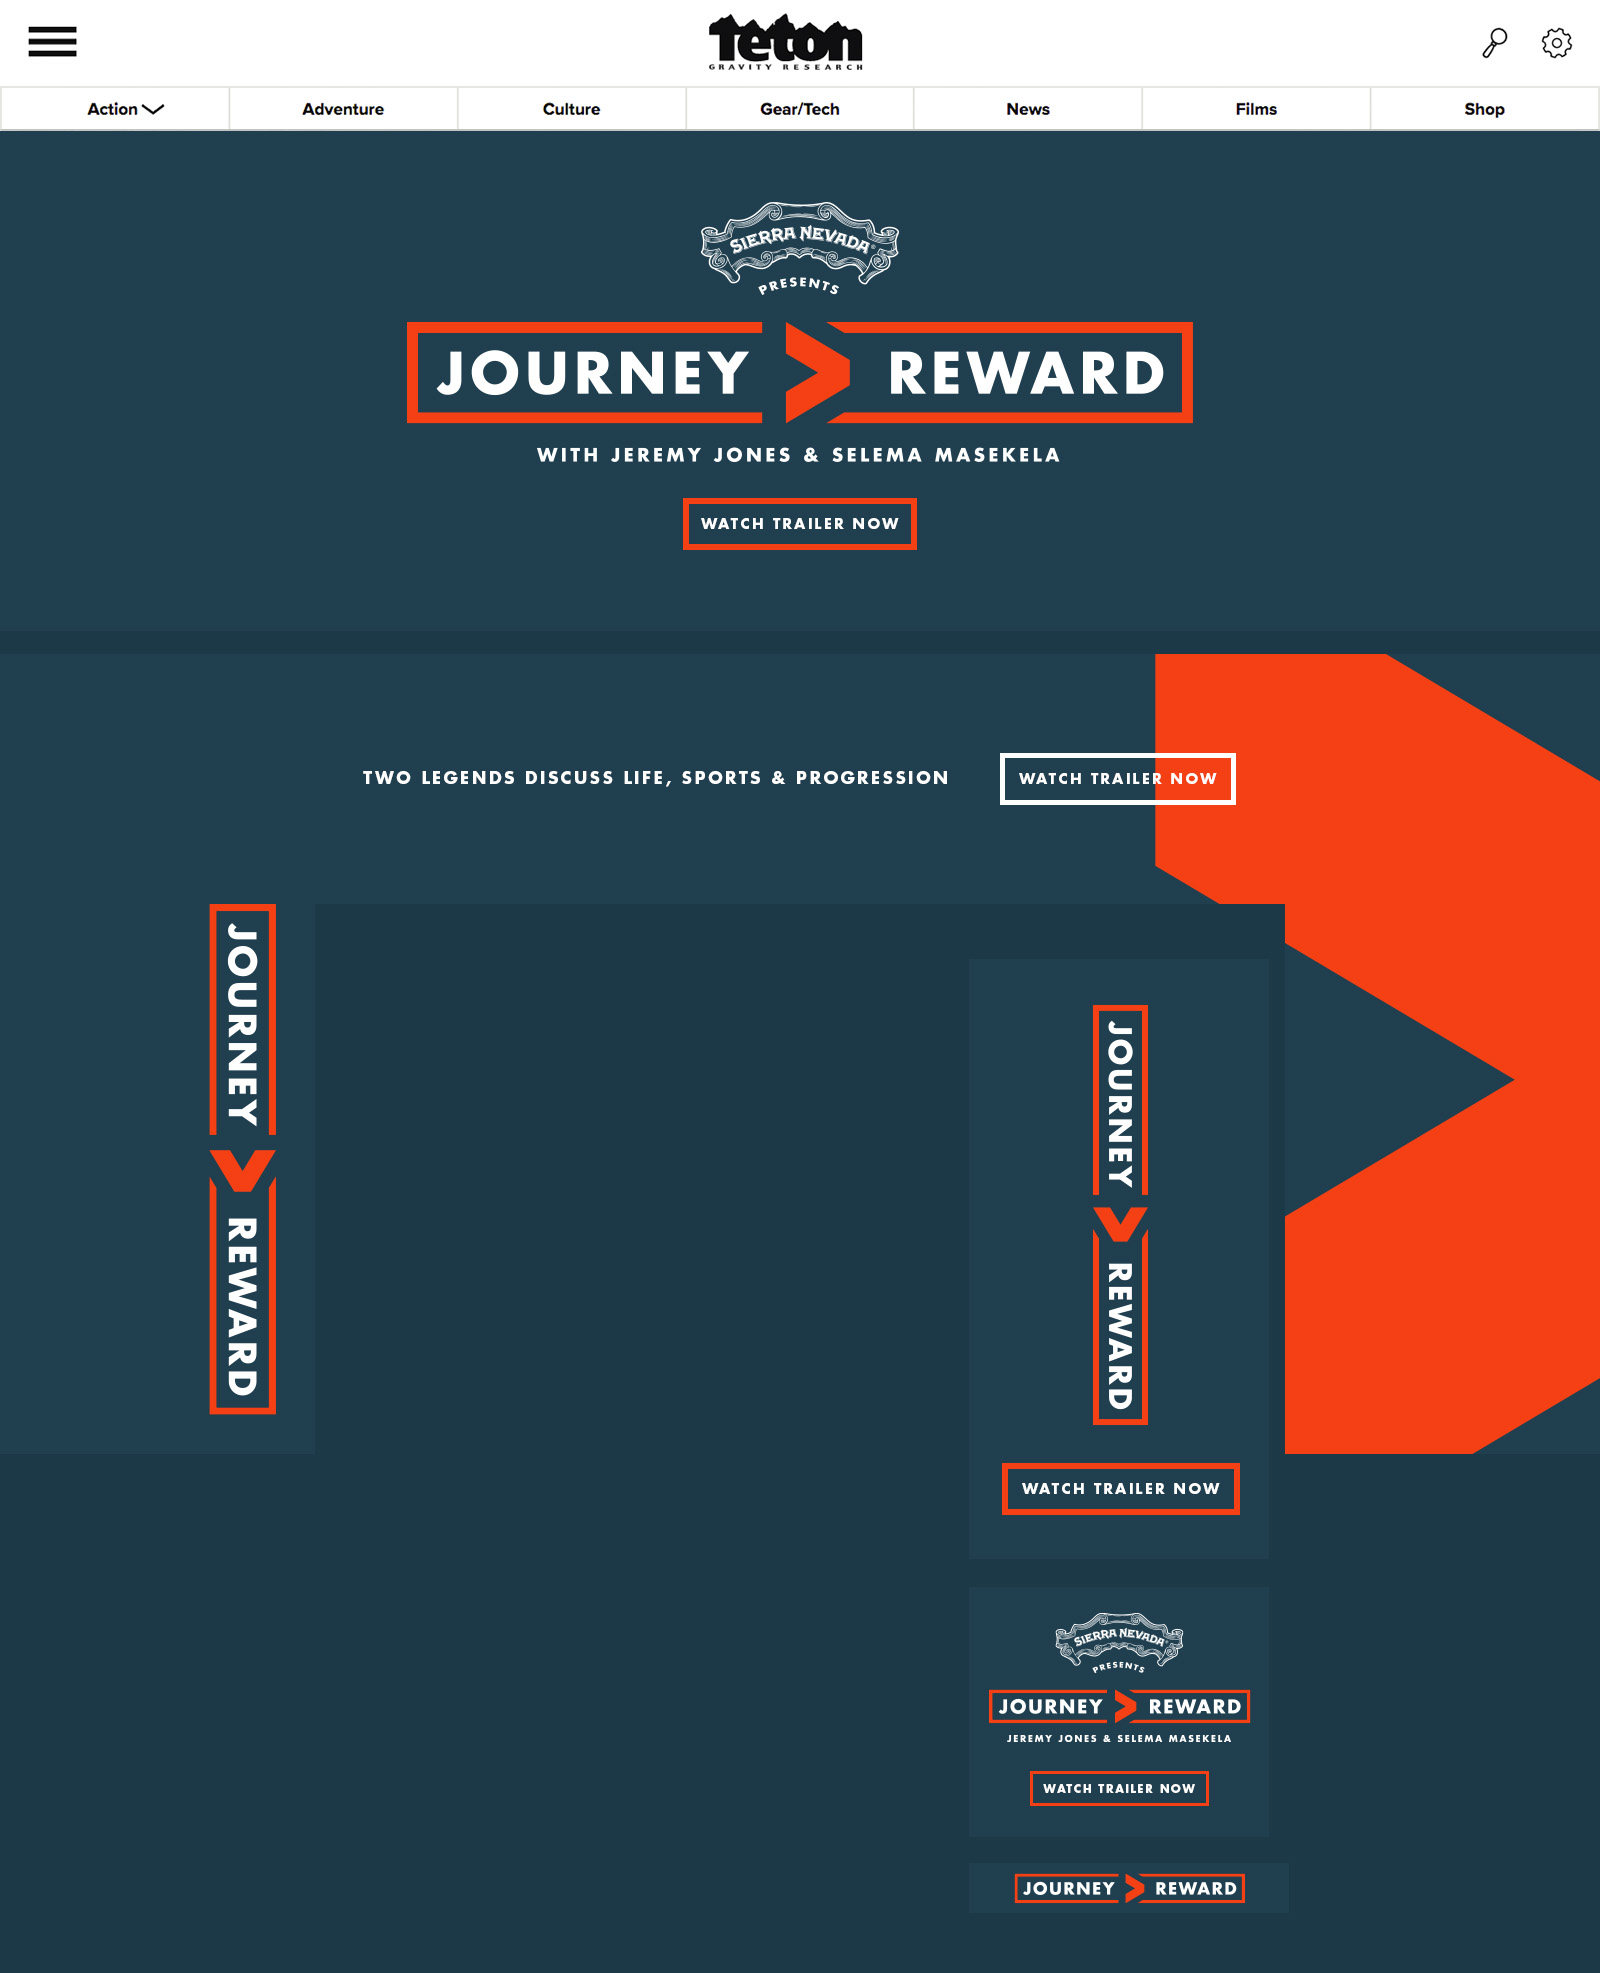 Teton
GRAVITY RESEARCH
Action
Adventure
Culture
Gear/Tech
News
Films
Shop
SIERRA NEVADA®
PRESENTS
JOURNEY > REWARD
WITH JEREMY JONES & SELEMA MASEKELA
WATCH TRAILER NOW
TWO LEGENDS DISCUSS LIFE, SPORTS & PROGRESSION
WATCH TRAILER NOW
JOURNEY > REWARD
JOURNEY > REWARD
WATCH TRAILER NOW
SIERRA NEVADA®
PRESENTS
JOURNEY > REWARD
JEREMY JONES & SELEMA MASEKELA
WATCH TRAILER NOW
JOURNEY > REWARD